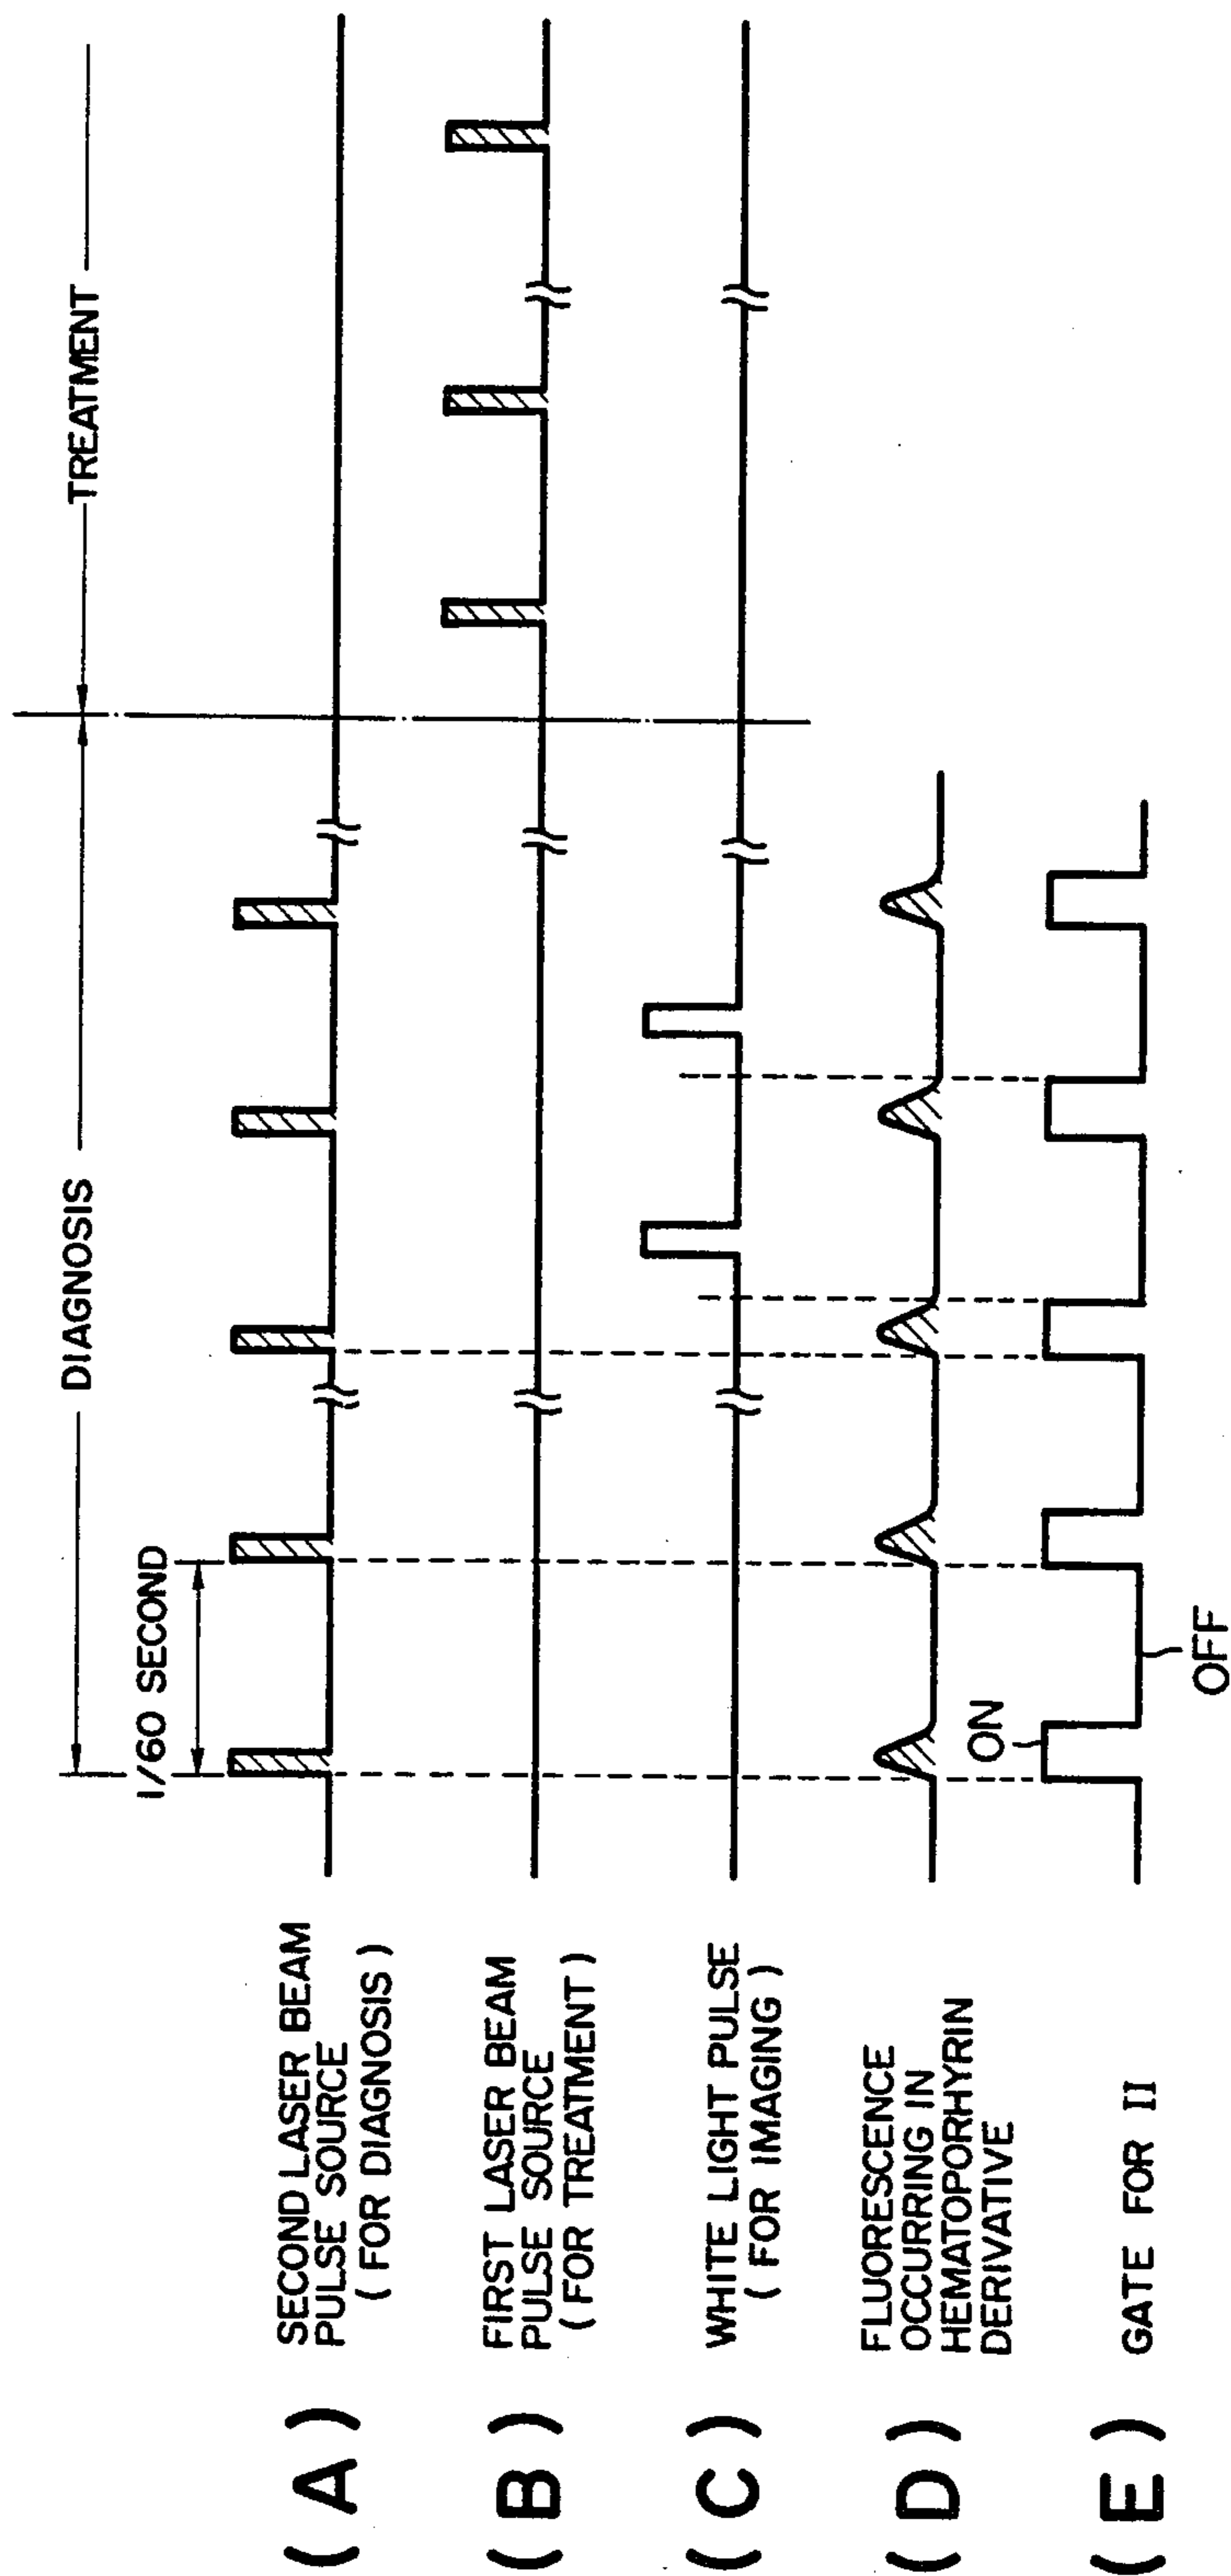 DIAGNOSIS
TREATMENT
1/60 SECOND
( A )
SECOND LASER BEAM
PULSE SOURCE
( FOR DIAGNOSIS )
( B )
FIRST LASER BEAM
PULSE SOURCE
( FOR TREATMENT )
( C )
WHITE LIGHT PULSE
( FOR IMAGING )
( D )
FLUORESCENCE
OCCURRING IN
HEMATOPORHYRIN
DERIVATIVE
( E )
GATE FOR II
ON
OFF